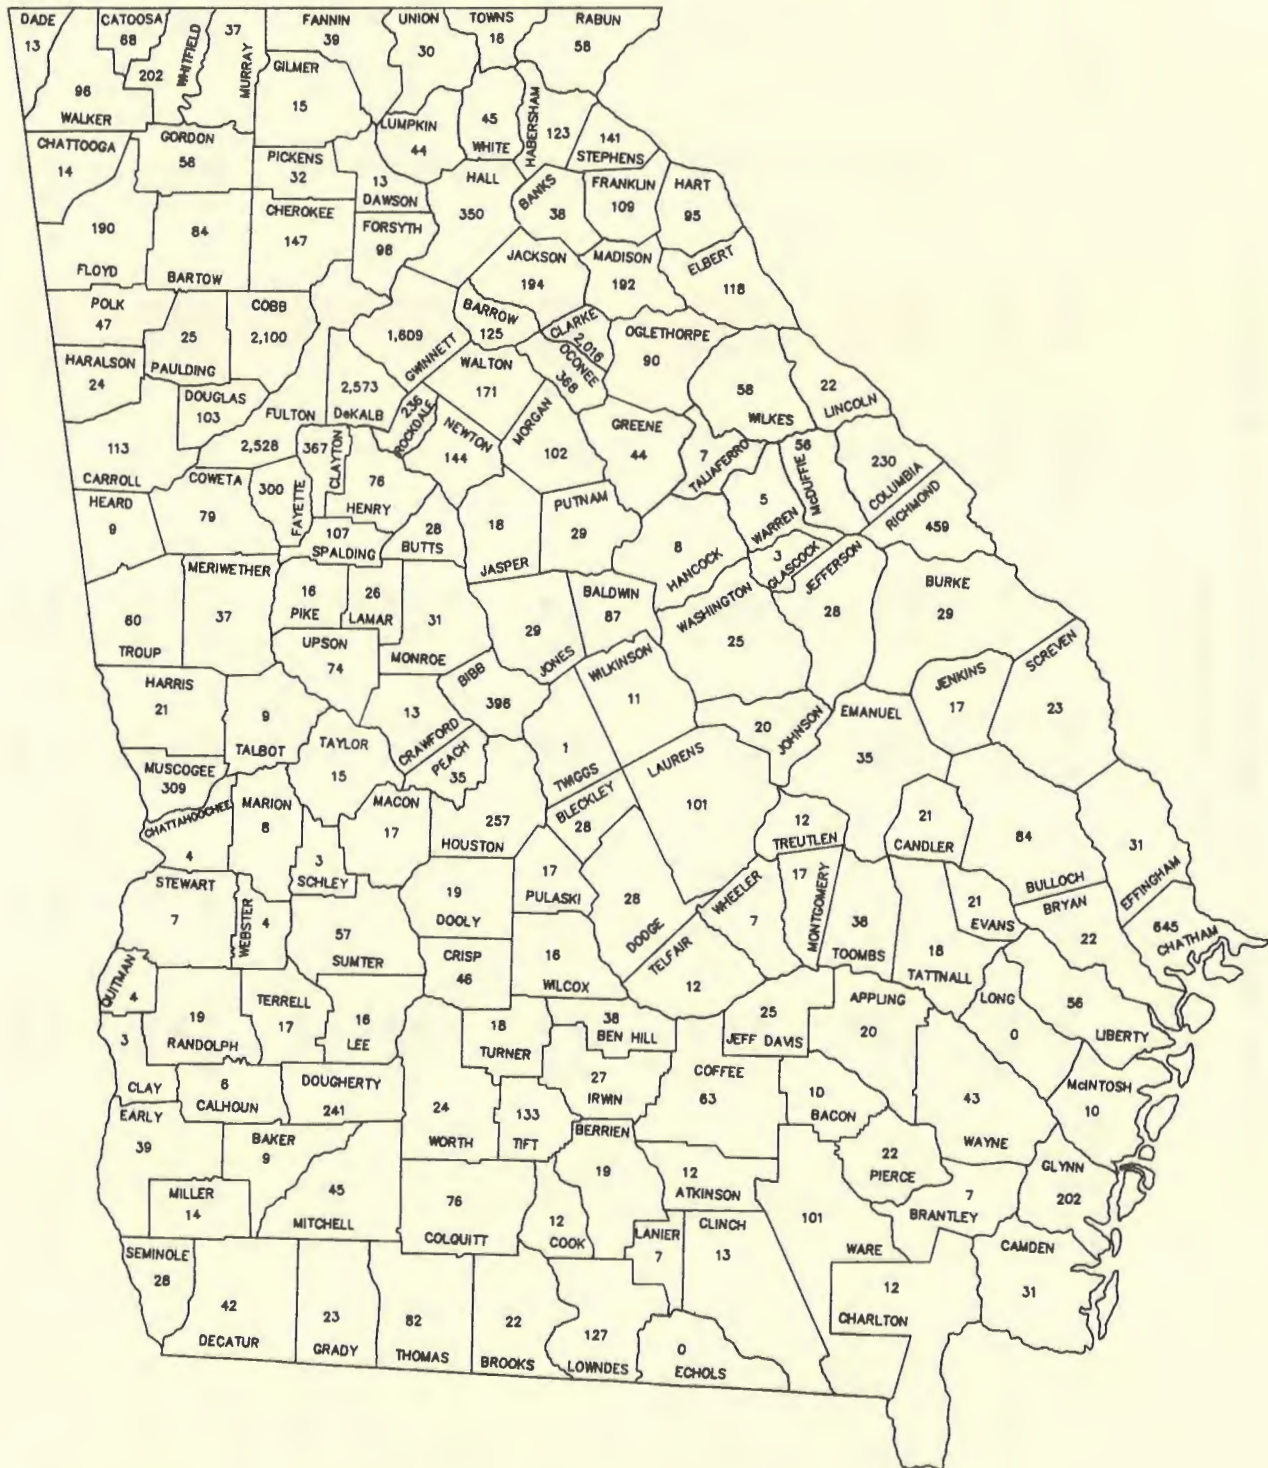 DADE
13
CATOOSA
68
WHITFIELD
202
37
MURRAY
FANNIN
39
UNION
30
TOWNS
16
RABUN
58
96
WALKER
GILMER
15
LUMPKIN
44
45
WHITE
HABERSHAM
123
141
STEPHENS
CHATTOOGA
14
GORDON
58
PICKENS
32
13
DAWSON
HALL
350
BANKS
38
FRANKLIN
109
HART
95
190
FLOYD
84
BARTOW
CHEROKEE
147
FORSYTH
98
JACKSON
194
MADISON
192
ELBERT
118
POLK
47
25
PAULDING
COBB
2,100
1,609
GWINNETT
BARROW
125
CLARKE
2,016
OCONEE
368
OGLETHORPE
90
HARALSON
24
DOUGLAS
103
FULTON
2,528
2,573
DeKALB
236
ROCKDALE
WALTON
171
NEWTON
144
MORGAN
102
GREENE
44
58
WILKES
22
LINCOLN
7
TALIAFERRO
56
McDUFFIE
230
COLUMBIA
RICHMOND
459
113
CARROLL
COWETA
79
300
FAYETTE
367
CLAYTON
76
HENRY
HEARD
9
107
SPALDING
28
BUTTS
18
JASPER
PUTNAM
29
8
HANCOCK
5
WARREN
3
GLASCOCK
JEFFERSON
28
BURKE
29
60
TROUP
MERIWETHER
37
16
PIKE
26
LAMAR
31
MONROE
29
JONES
BALDWIN
87
WASHINGTON
25
UPSON
74
BIBB
396
WILKINSON
11
JENKINS
17
SCREVEN
23
HARRIS
21
9
TALBOT
TAYLOR
15
13
CRAWFORD
PEACH
35
1
TWIGGS
LAURENS
101
20
JOHNSON
EMANUEL
35
MUSCOGEE
309
CHATTAHOOCHEE
4
MARION
8
3
SCHLEY
MACON
17
257
HOUSTON
BLECKLEY
28
12
TREUTLEN
21
CANDLER
84
BULLOCH
31
EFFINGHAM
STEWART
7
WEBSTER
4
57
SUMTER
19
DOOLY
17
PULASKI
28
DODGE
WHEELER
7
17
MONTGOMERY
38
TOOMBS
18
TATTNALL
21
EVANS
BRYAN
22
645
CHATHAM
QUITMAN
4
19
RANDOLPH
TERRELL
17
16
LEE
CRISP
46
16
WILCOX
TELFAIR
12
25
JEFF DAVIS
APPLING
20
LONG
0
56
LIBERTY
3
CLAY
6
CALHOUN
DOUGHERTY
241
24
WORTH
18
TURNER
38
BEN HILL
27
IRWIN
COFFEE
63
10
BACON
43
WAYNE
McINTOSH
10
EARLY
39
BAKER
9
45
MITCHELL
133
TIFT
BERRIEN
19
12
ATKINSON
22
PIERCE
7
BRANTLEY
GLYNN
202
MILLER
14
76
COLQUITT
12
COOK
LANIER
7
CLINCH
13
101
WARE
12
CHARLTON
CAMDEN
31
SEMINOLE
28
42
DECATUR
23
GRADY
82
THOMAS
22
BROOKS
127
LOWNDES
0
ECHOLS